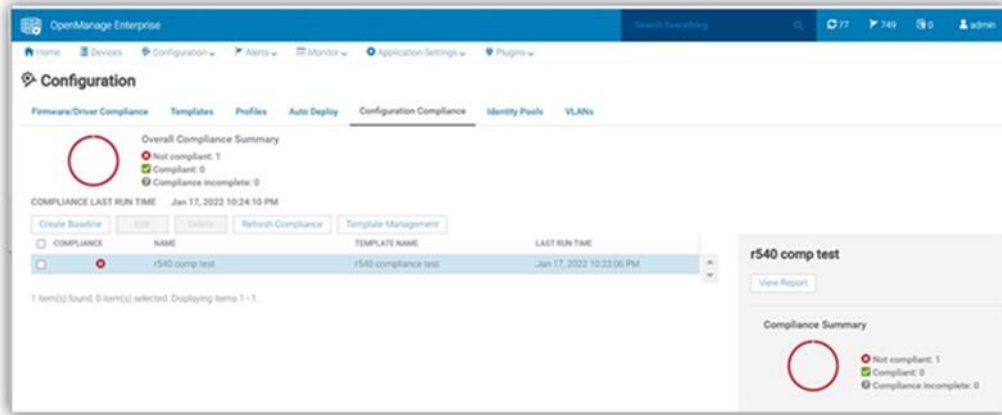 OpenManage Enterprise Search Everything 77 749 0 admin
Home Devices Configuration Alerts Monitor Application Settings Plugins
Configuration
Firmware/Driver Compliance Templates Profiles Auto Deploy Configuration Compliance Identity Pools VLANs
Overall Compliance Summary
Not compliant: 1
Compliant: 0
Compliance incomplete: 0
COMPLIANCE LAST RUN TIME Jan 17, 2022 10:24:10 PM
Create Baseline Edit Delete Refresh Compliance Template Management
COMPLIANCE NAME TEMPLATE NAME LAST RUN TIME
r540 comp test r540 compliance test Jan 17, 2022 10:23:06 PM
1 item(s) found, 0 item(s) selected. Displaying items 1 - 1.
r540 comp test
View Report
Compliance Summary
Not compliant: 1
Compliant: 0
Compliance incomplete: 0